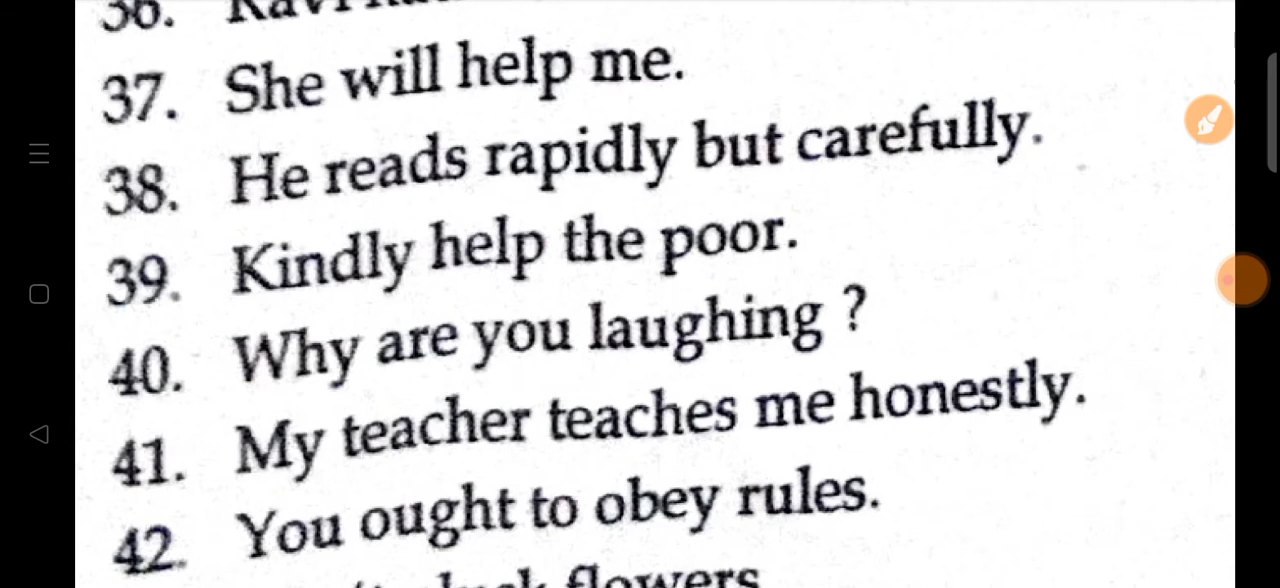 37. She will help me.
38. He reads rapidly but carefully.
39. Kindly help the poor.
40. Why are you laughing ?
41. My teacher teaches me honestly.
42. You ought to obey rules.
flowers